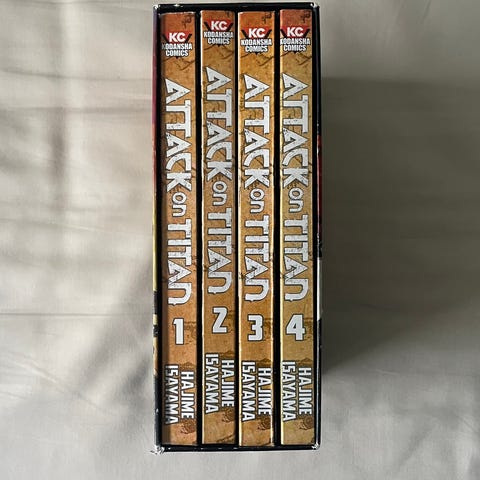 KC
KODANSHA
COMICS
ATTACK ON TITAN
1
HAJIME
ISAYAMA
KC
KODANSHA
COMICS
ATTACK ON TITAN
2
HAJIME
ISAYAMA
KC
KODANSHA
COMICS
ATTACK ON TITAN
3
HAJIME
ISAYAMA
KC
KODANSHA
COMICS
ATTACK ON TITAN
4
HAJIME
ISAYAMA